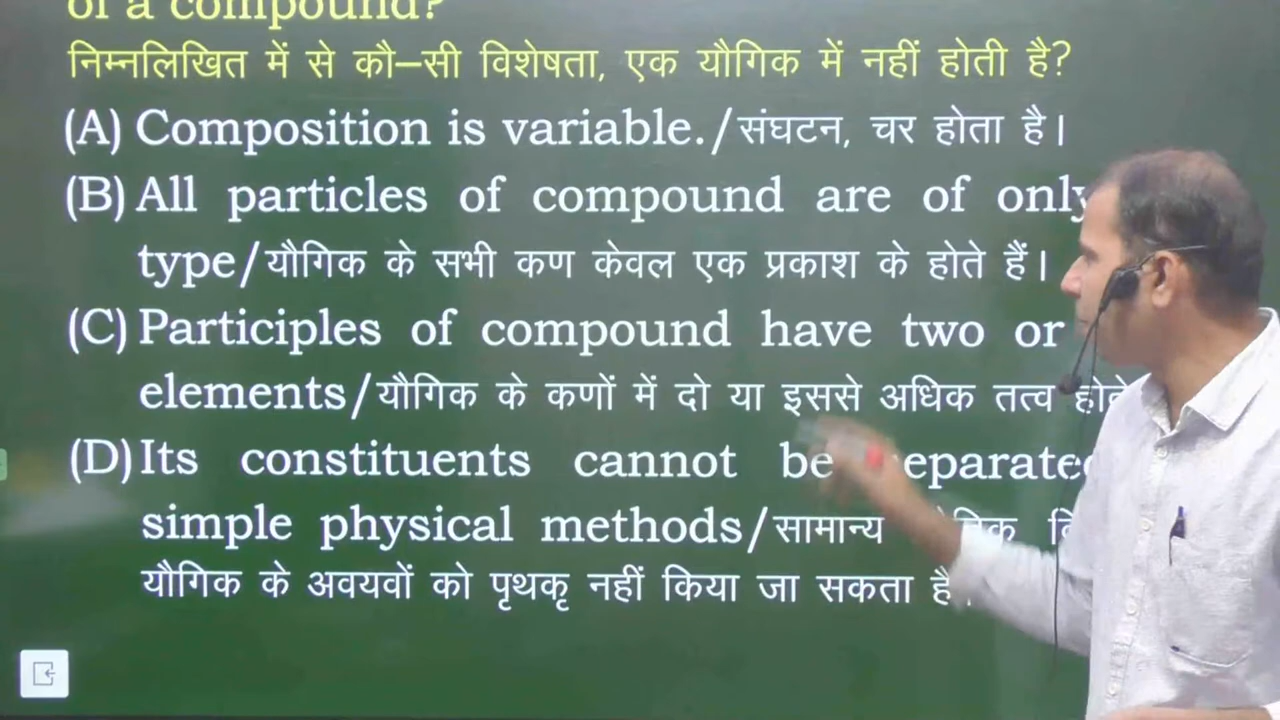 of a compound?
निम्नलिखित में से कौ–सी विशेषता, एक यौगिक में नहीं होती है?
(A) Composition is variable./संघटन, चर होता है।
(B) All particles of compound are of only
type/यौगिक के सभी कण केवल एक प्रकाश के होते हैं।
(C) Participles of compound have two or
elements/यौगिक के कणों में दो या इससे अधिक तत्व
(D) Its constituents cannot be
simple physical methods/सामान्य
यौगिक के अवयवों को पृथकृ नहीं किया जा सकता है